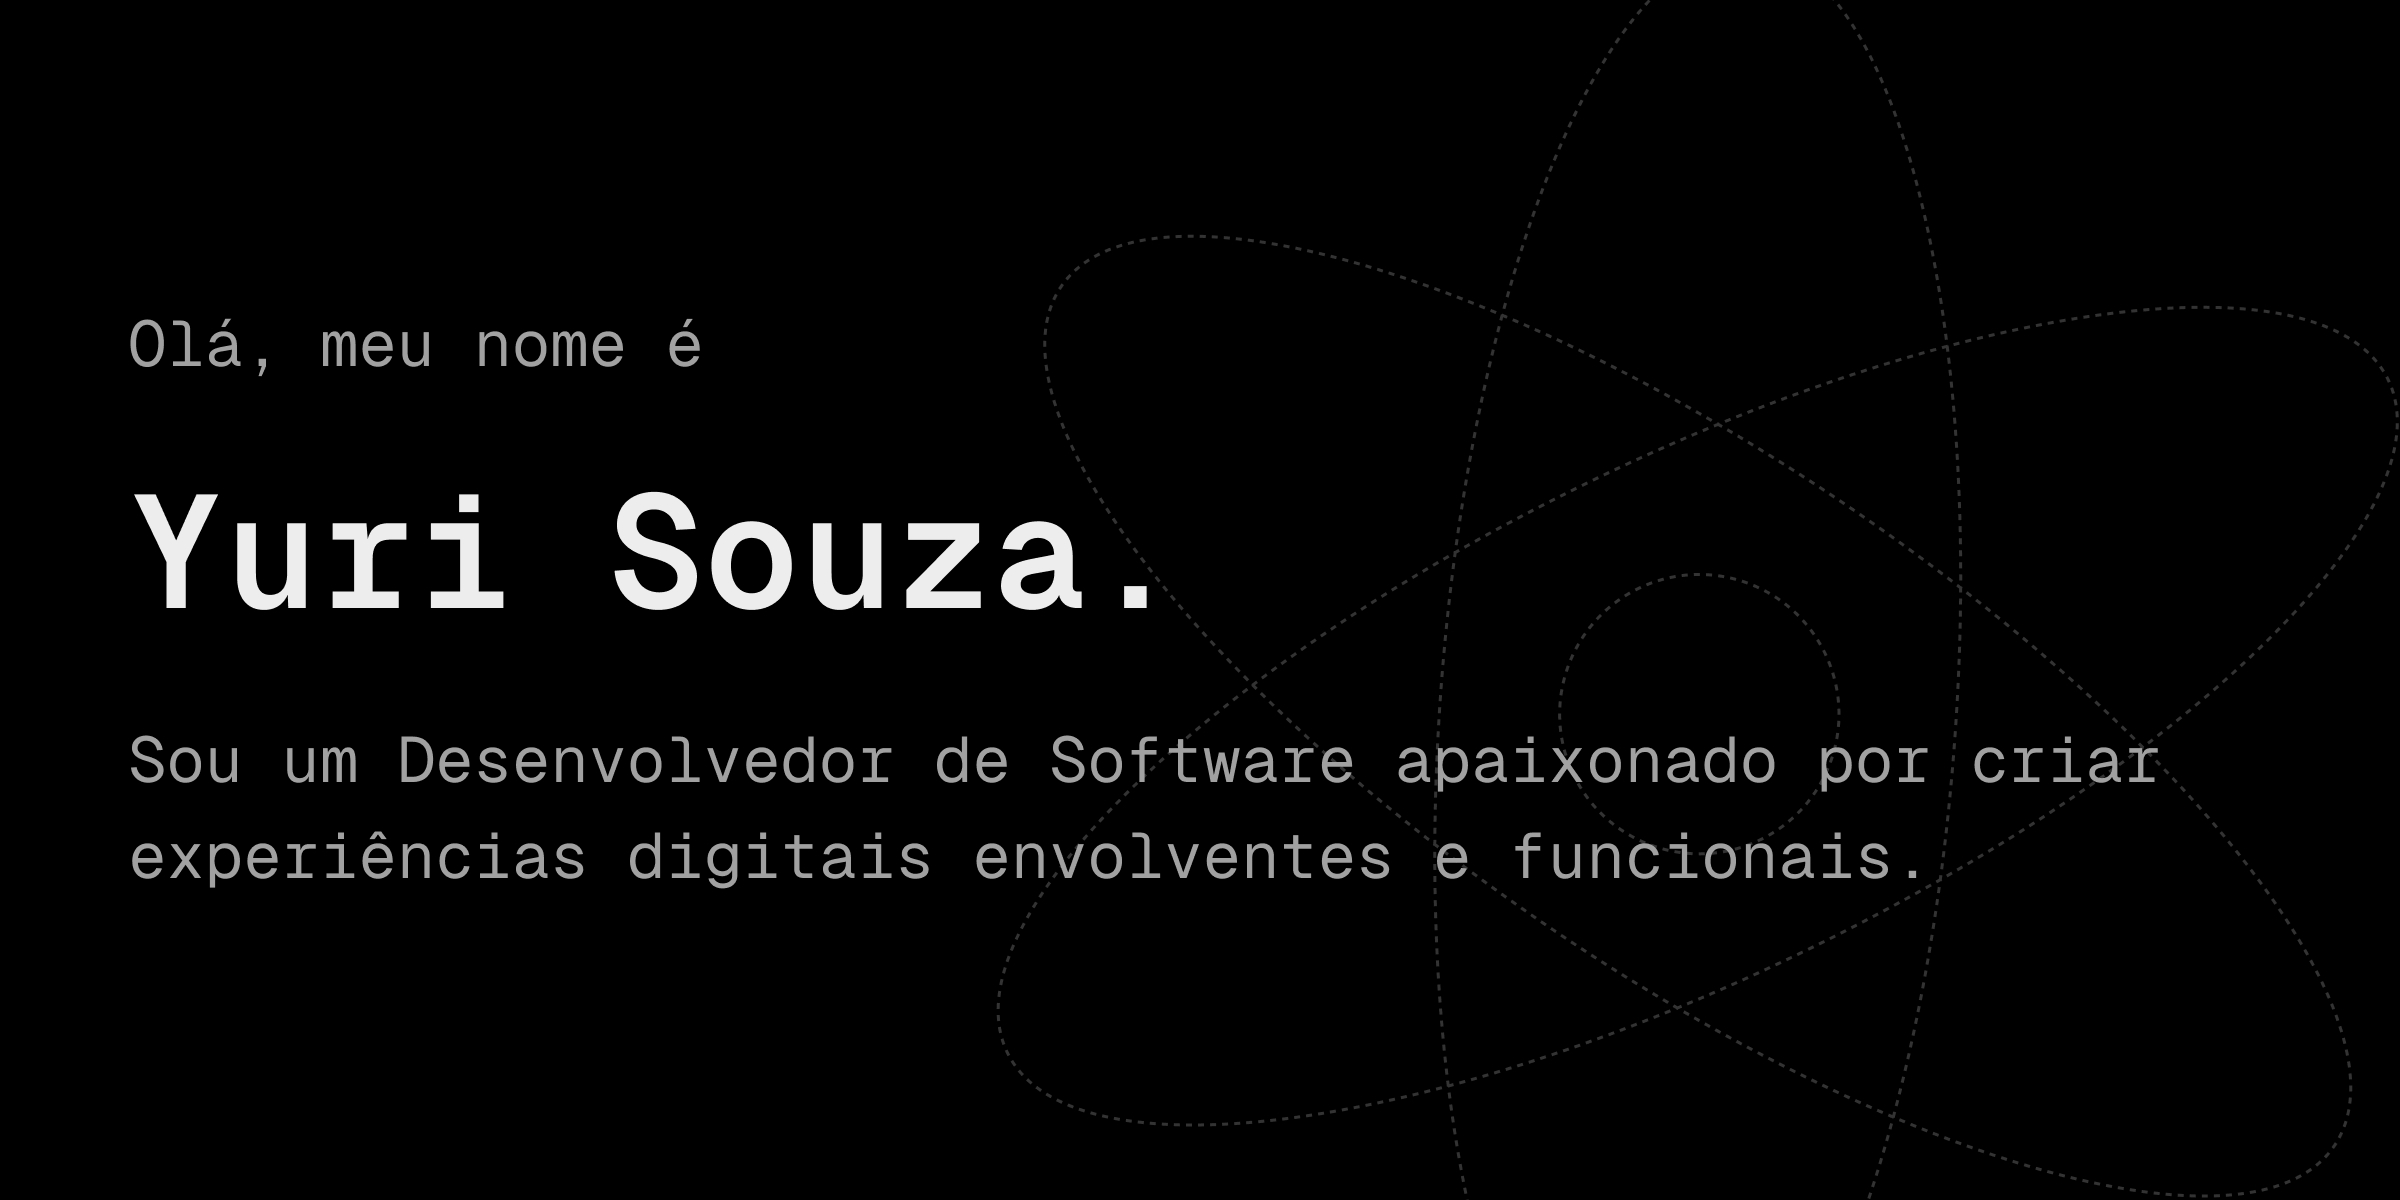 Olá, meu nome é
Yuri Souza.
Sou um Desenvolvedor de Software apaixonado por criar
experiências digitais envolventes e funcionais.